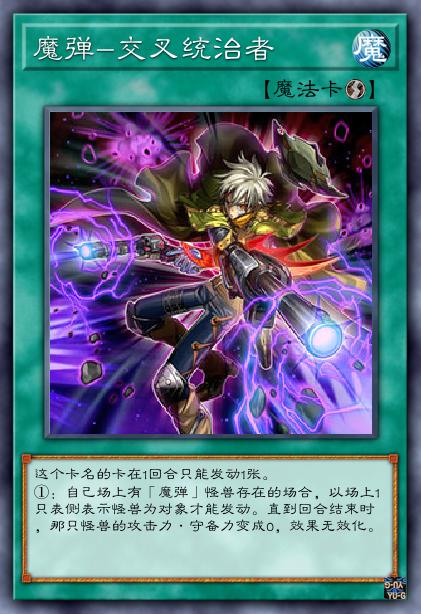 魔弹-交叉统治者
魔
【魔法卡】
这个卡名的卡在1回合只能发动1张。
①：自己场上有「魔弹」怪兽存在的场合，以场上1
只表侧表示怪兽为对象才能发动。直到回合结束时
，那只怪兽的攻击力·守备力变成0，效果无效化。